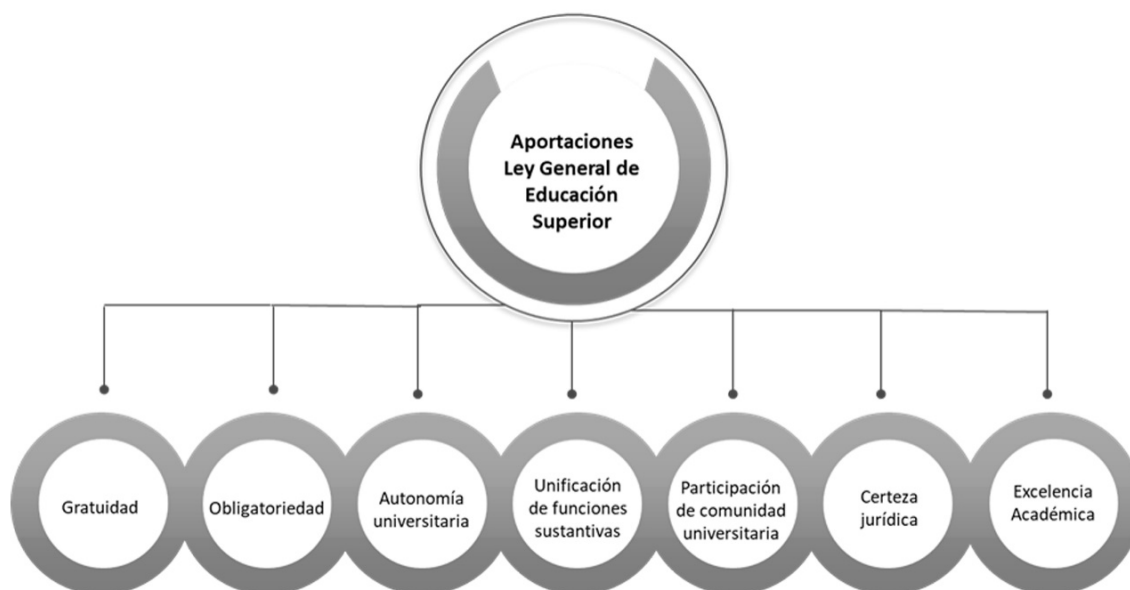 Aportaciones
Ley General de
Educación
Superior
Gratuidad
Obligatoriedad
Autonomía
universitaria
Unificación
de funciones
sustantivas
Participación
de comunidad
universitaria
Certeza
jurídica
Excelencia
Académica